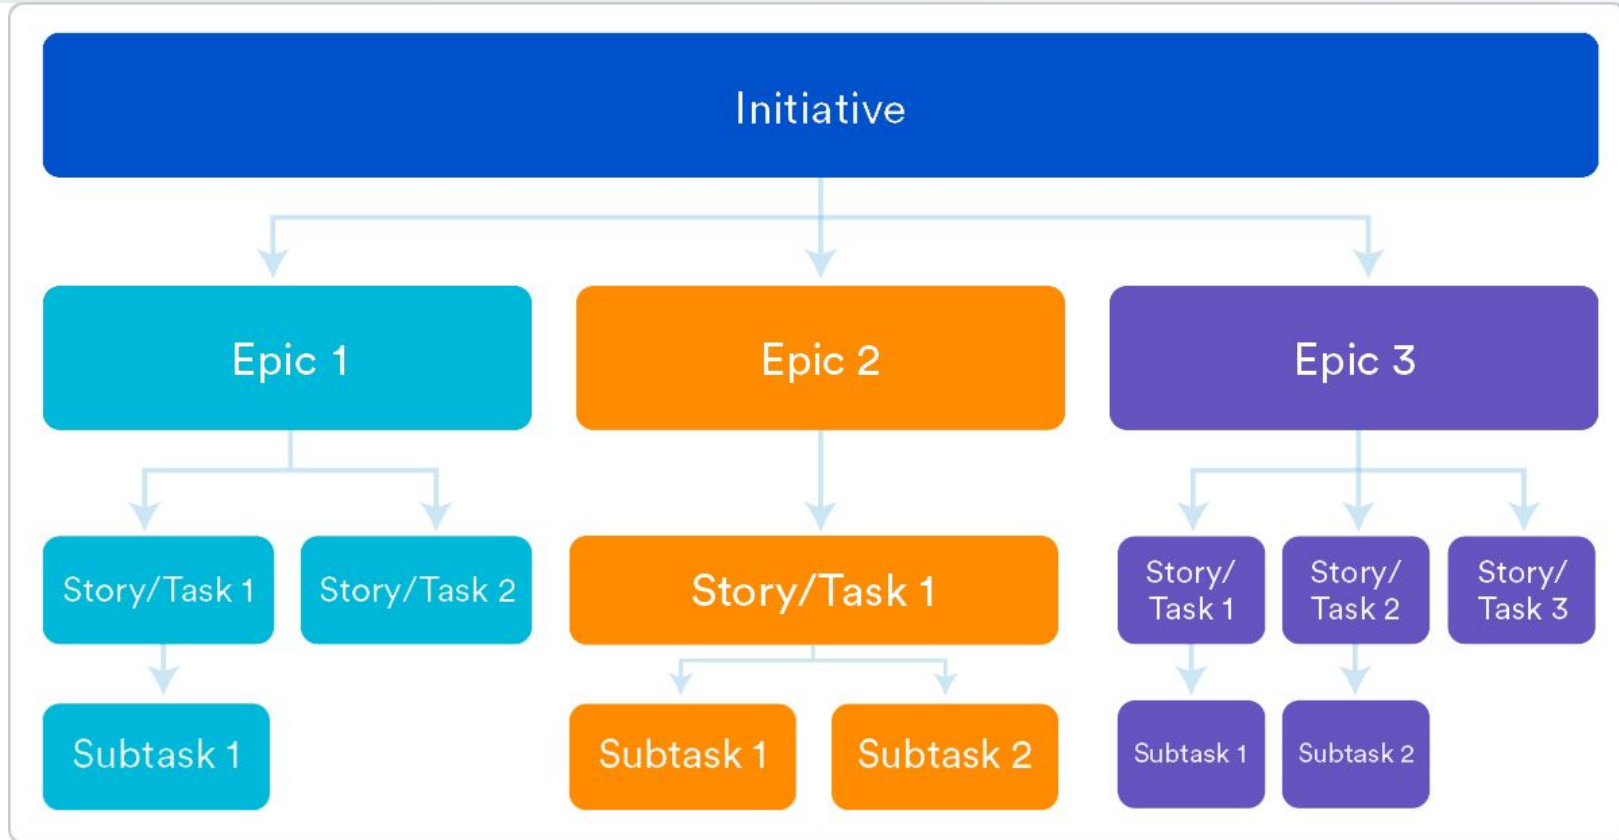 Initiative
Epic 1
Epic 2
Epic 3
Story/Task 1
Story/Task 2
Story/Task 1
Story/
Task 1
Story/
Task 2
Story/
Task 3
Subtask 1
Subtask 1
Subtask 2
Subtask 1
Subtask 2